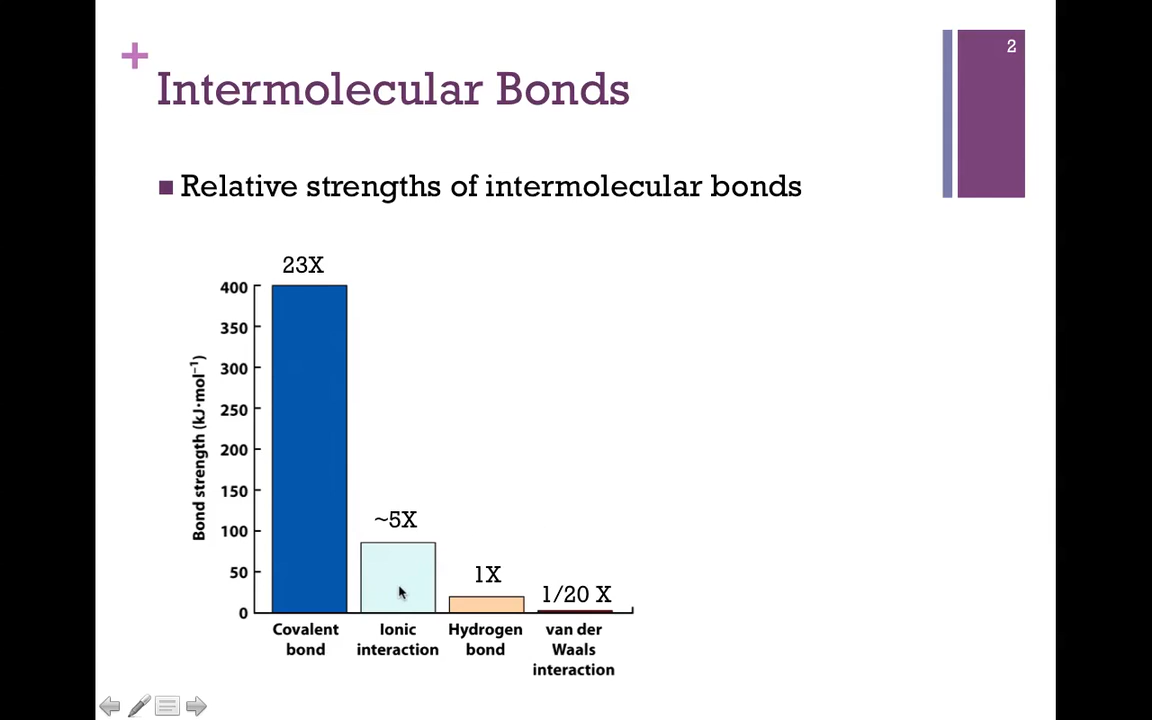 2
+
Intermolecular Bonds
Relative strengths of intermolecular bonds
23X
~5X
1X
1/20 X
Bond strength (kJ·mol⁻¹)
400
350
300
250
200
150
100
50
0
Covalent
bond
Ionic
interaction
Hydrogen
bond
van der
Waals
interaction